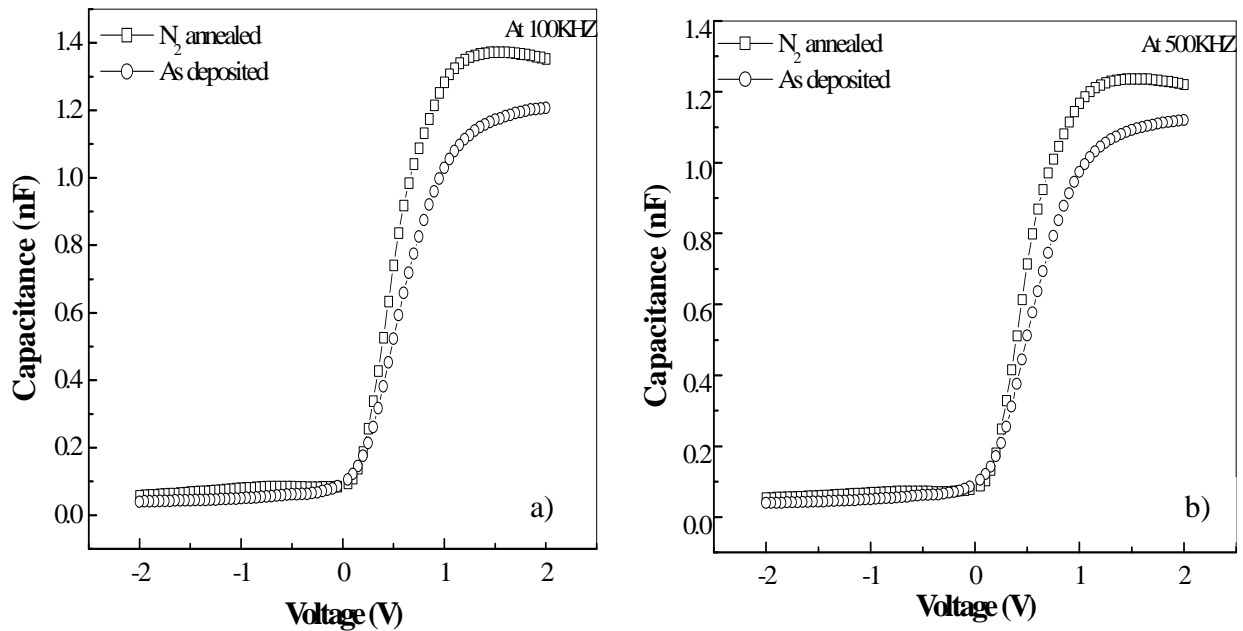 N₂ annealed
As deposited
At 100KHZ
1.4
1.2
1.0
0.8
0.6
0.4
0.2
0.0
Capacitance (nF)
a)
-2 -1 0 1 2
Voltage (V)
N₂ annealed
As deposited
At 500KHZ
1.4
1.2
1.0
0.8
0.6
0.4
0.2
0.0
Capacitance (nF)
b)
-2 -1 0 1 2
Voltage (V)